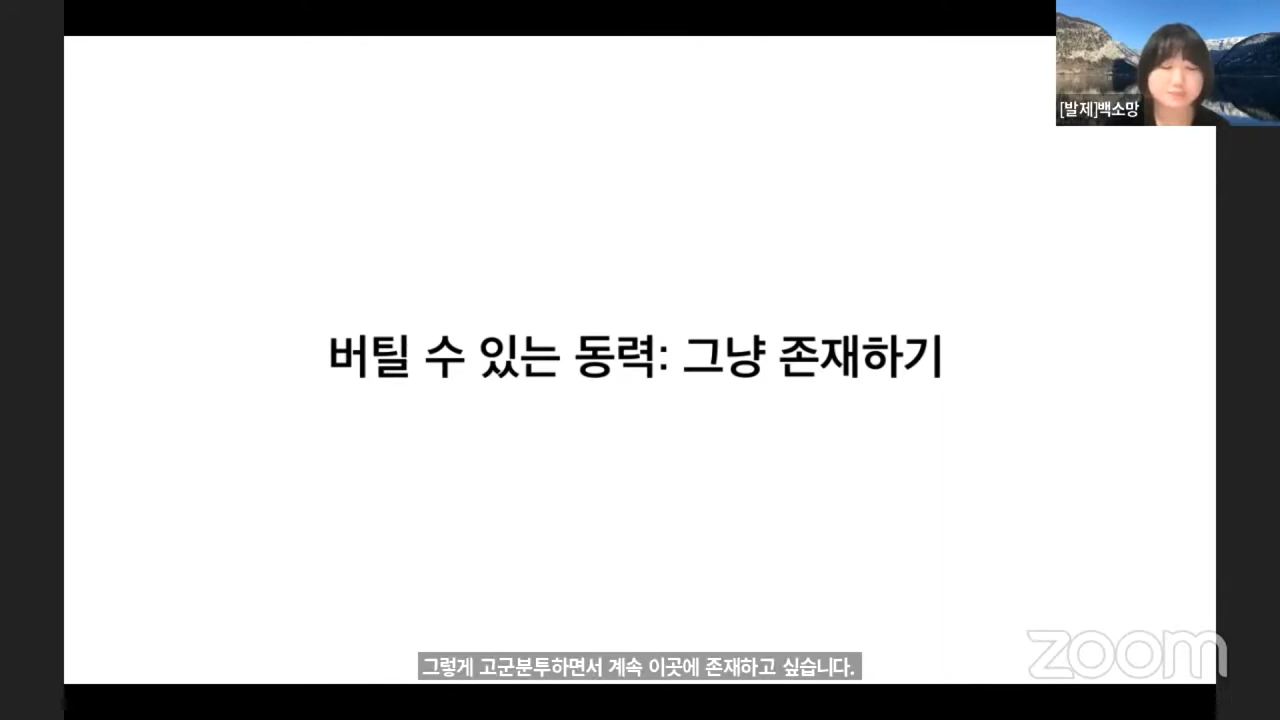 [발제]백소망
버틸 수 있는 동력: 그냥 존재하기
그렇게 고군분투하면서 계속 이곳에 존재하고 싶습니다.
zoom